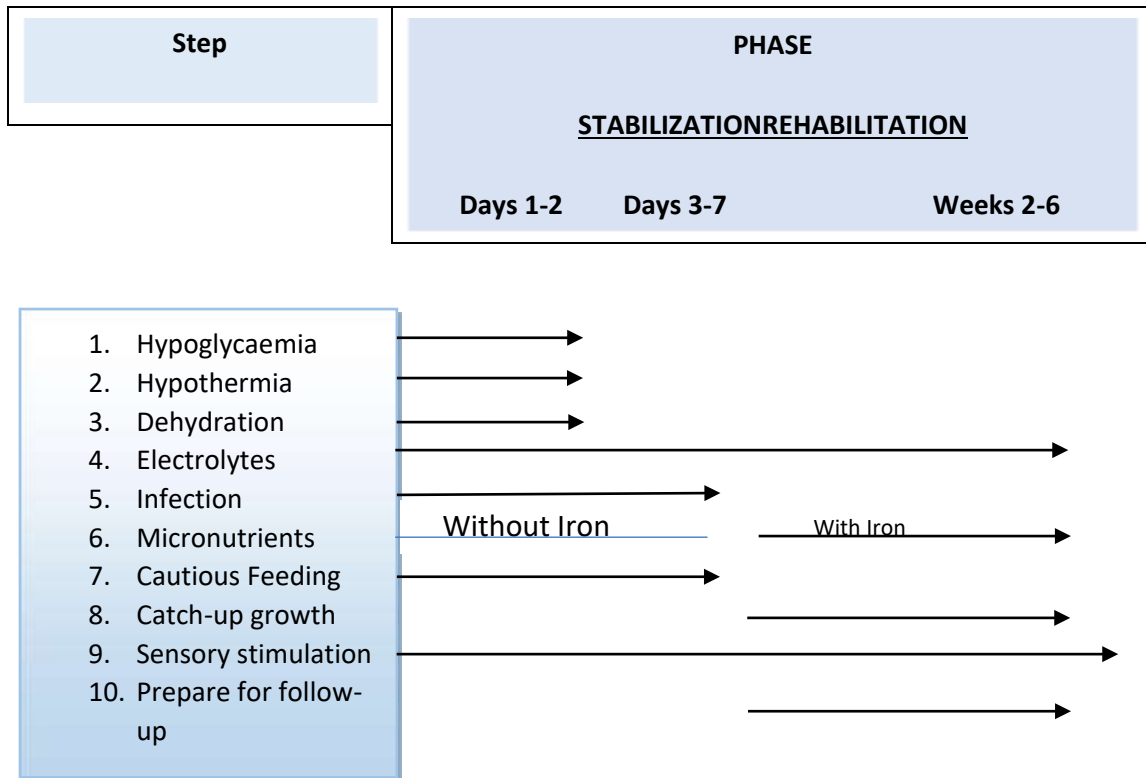 Step
PHASE
STABILIZATIONREHABILITATION
Days 1-2 Days 3-7 Weeks 2-6
1. Hypoglycaemia
2. Hypothermia
3. Dehydration
4. Electrolytes
5. Infection
6. Micronutrients Without Iron With Iron
7. Cautious Feeding
8. Catch-up growth
9. Sensory stimulation
10. Prepare for follow-
up